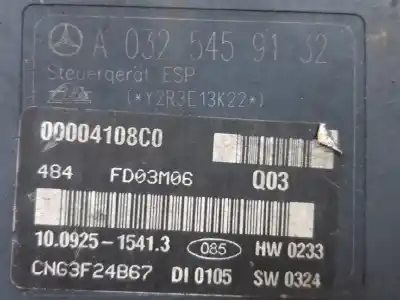 A 032 545 91 32
Steuergerät ESP
ATE (*Y2R3E13K22*)
00004108C0
484 FD03M06 Q03
10.0925-1541.3 085 HW 0233
CNG3F24B67 DI 0105 SW 0324